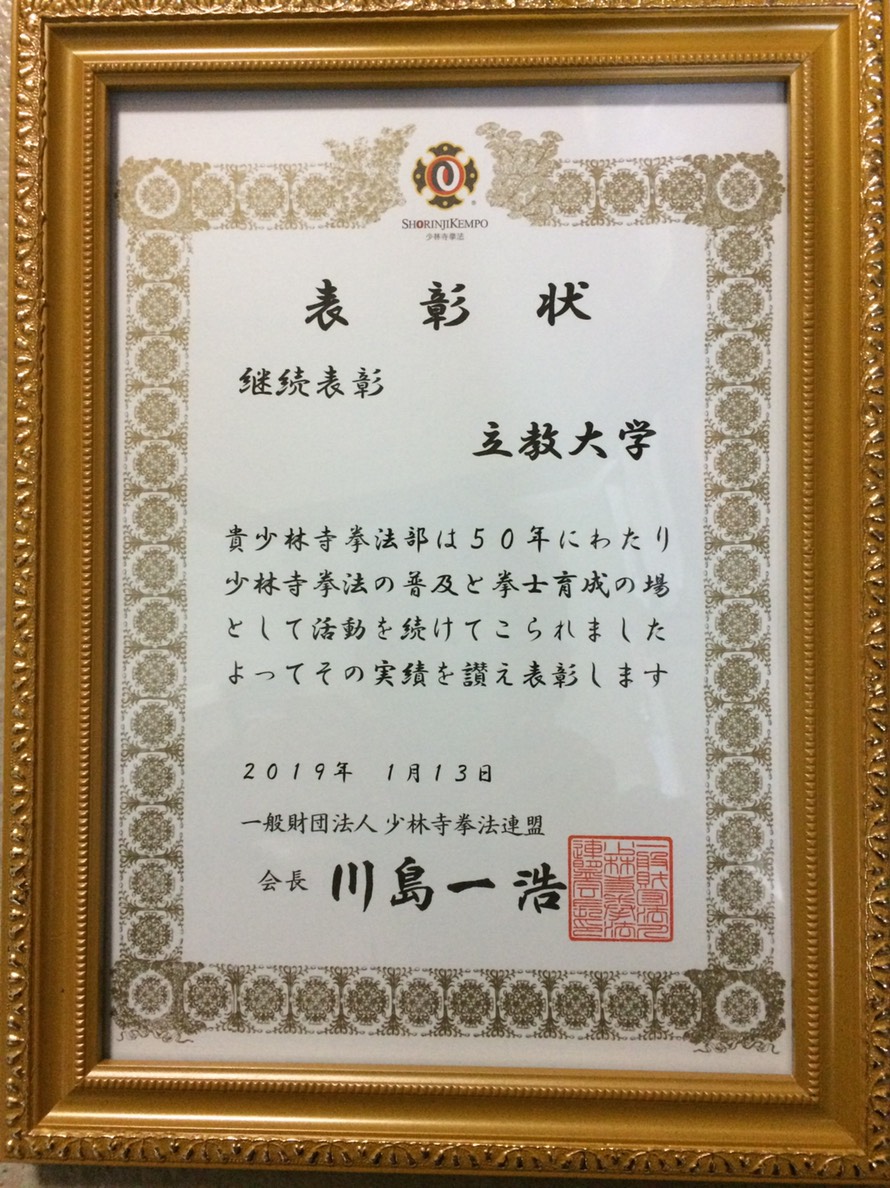 SHORINJIKEMPO
少林寺拳法
表彰状
継続表彰
立教大学
貴少林寺拳法部は50年にわたり
少林寺拳法の普及と拳士育成の場
として活動を続けてこられました
よってその実績を讃え表彰します
2019年 1月13日
一般財団法人 少林寺拳法連盟
会長 川島一浩